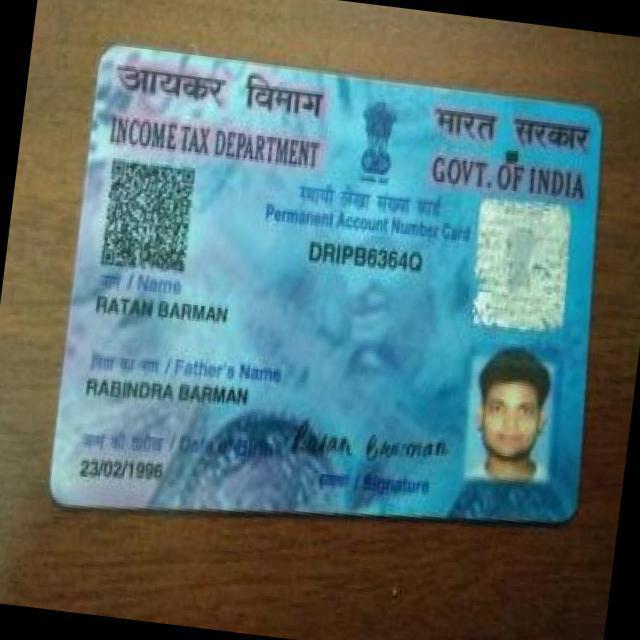 आयकर विभाग
INCOME TAX DEPARTMENT
भारत सरकार
GOVT. OF INDIA
स्थायी लेखा संख्या कार्ड
Permanent Account Number Card
DRIPB6364Q
नाम / Name
RATAN BARMAN
पिता का नाम / Father's Name
RABINDRA BARMAN
जन्म की तारीख / Date of Birth
23/02/1996
Ratan Barman
हस्ताक्षर / Signature